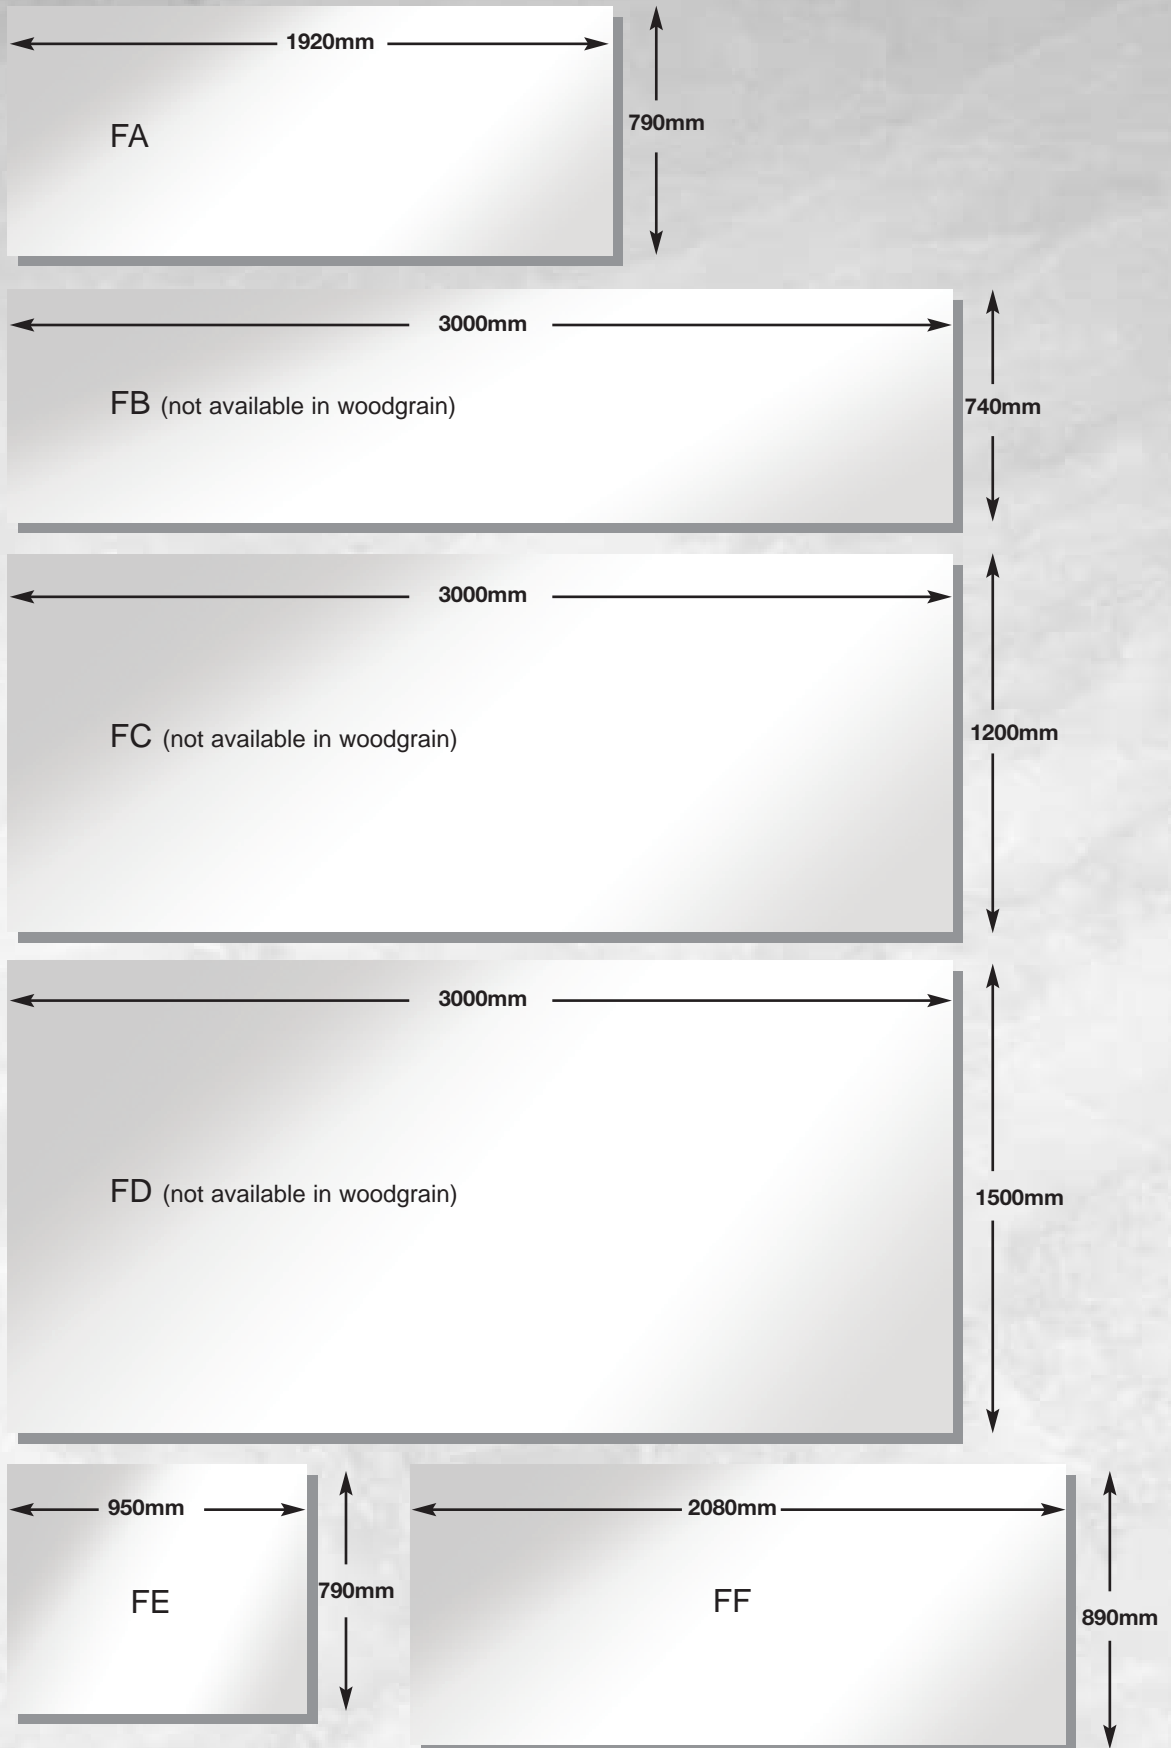 1920mm
FA
790mm
3000mm
FB (not available in woodgrain)
740mm
3000mm
FC (not available in woodgrain)
1200mm
3000mm
FD (not available in woodgrain)
1500mm
950mm
FE
790mm
2080mm
FF
890mm